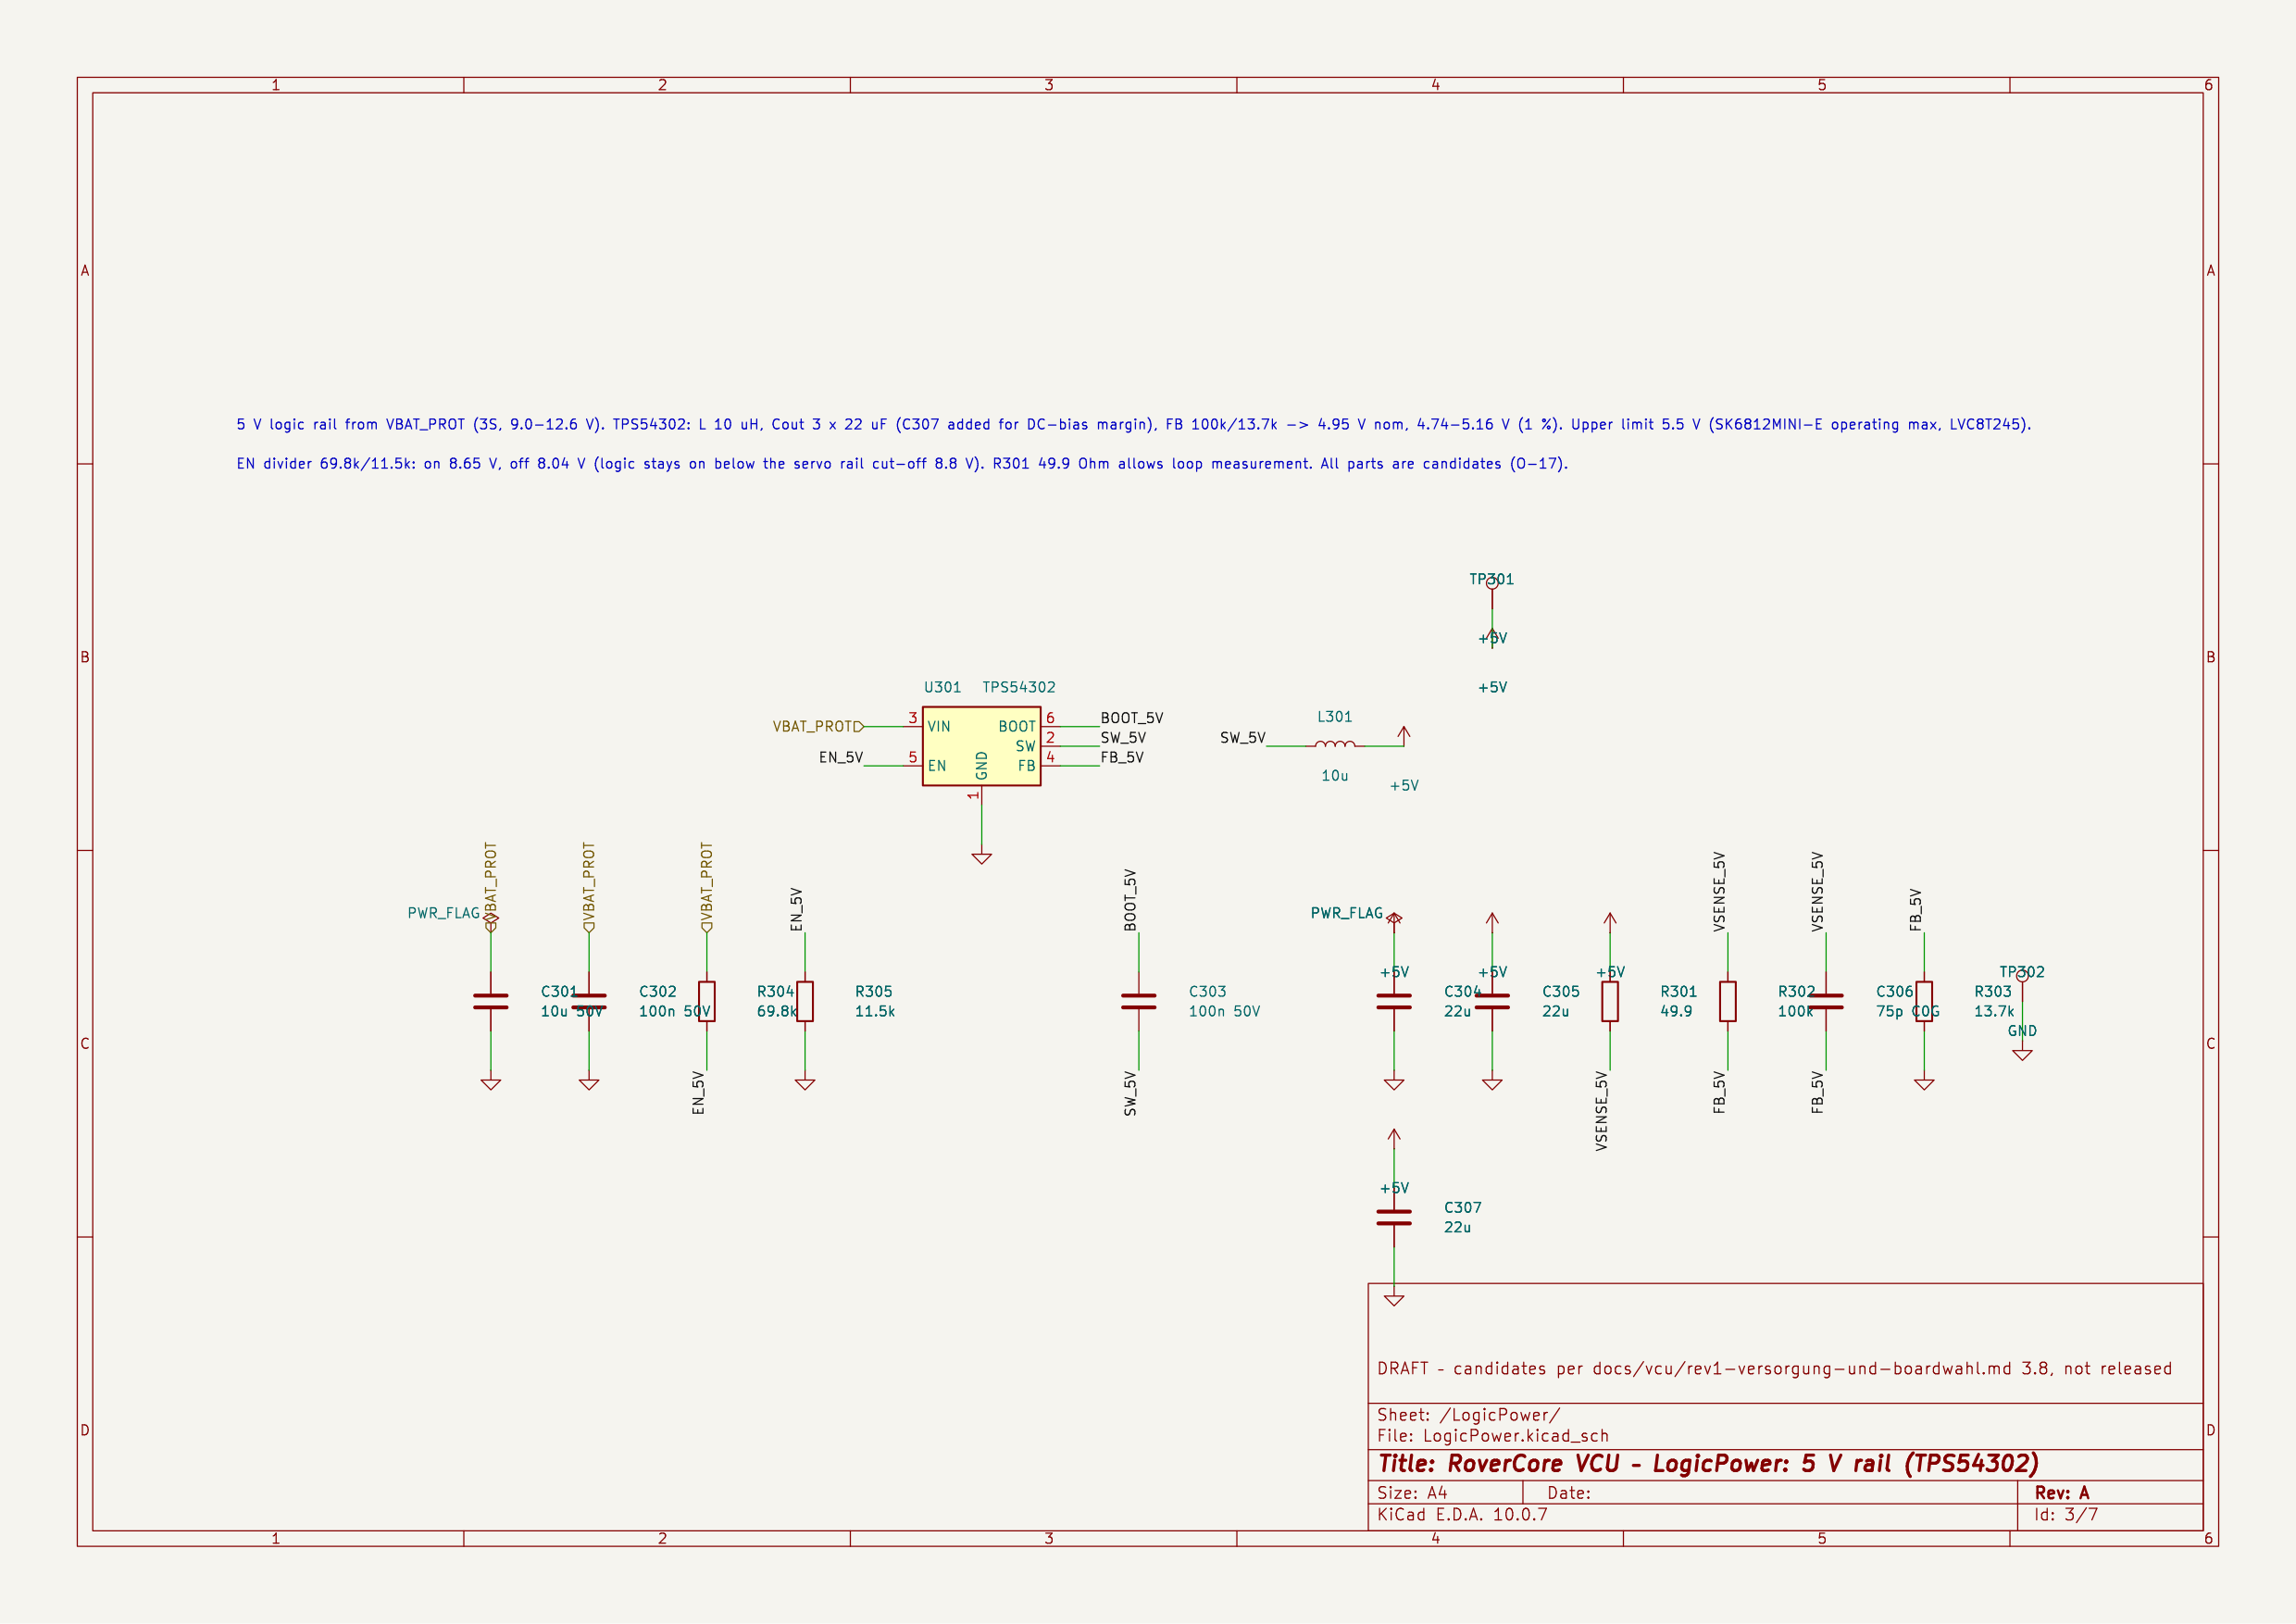 1 2 3 4 5 6
A A
5 V logic rail from VBAT_PROT (3S, 9.0-12.6 V). TPS54302: L 10 uH, Cout 3 x 22 uF (C307 added for DC-bias margin), FB 100k/13.7k -> 4.95 V nom, 4.74-5.16 V (1 %). Upper limit 5.5 V (SK6812MINI-E operating max, LVC8T245).
EN divider 69.8k/11.5k: on 8.65 V, off 8.04 V (logic stays on below the servo rail cut-off 8.8 V). R301 49.9 Ohm allows loop measurement. All parts are candidates (O-17).
TP301
+5V
B B
U301 TPS54302 +5V
VBAT_PROT 3 VIN BOOT 6 BOOT_5V
SW 2 SW_5V
EN_5V 5 EN FB 4 FB_5V
GND
1
L301
SW_5V
10u
+5V
VBAT_PROT VBAT_PROT VBAT_PROT EN_5V BOOT_5V VSENSE_5V VSENSE_5V FB_5V
PWR_FLAG PWR_FLAG
+5V +5V +5V TP302
C301 C302 R304 R305 C303 C304 C305 R301 R302 C306 R303
10u 50V 100n 50V 69.8k 11.5k 100n 50V 22u 22u 49.9 100k 75p C0G 13.7k
GND
C C
EN_5V SW_5V VSENSE_5V FB_5V FB_5V
+5V
C307
22u
DRAFT - candidates per docs/vcu/rev1-versorgung-und-boardwahl.md 3.8, not released
Sheet: /LogicPower/
File: LogicPower.kicad_sch
D D
Title: RoverCore VCU - LogicPower: 5 V rail (TPS54302)
Size: A4 Date: Rev: A
KiCad E.D.A. 10.0.7 Id: 3/7
1 2 3 4 5 6